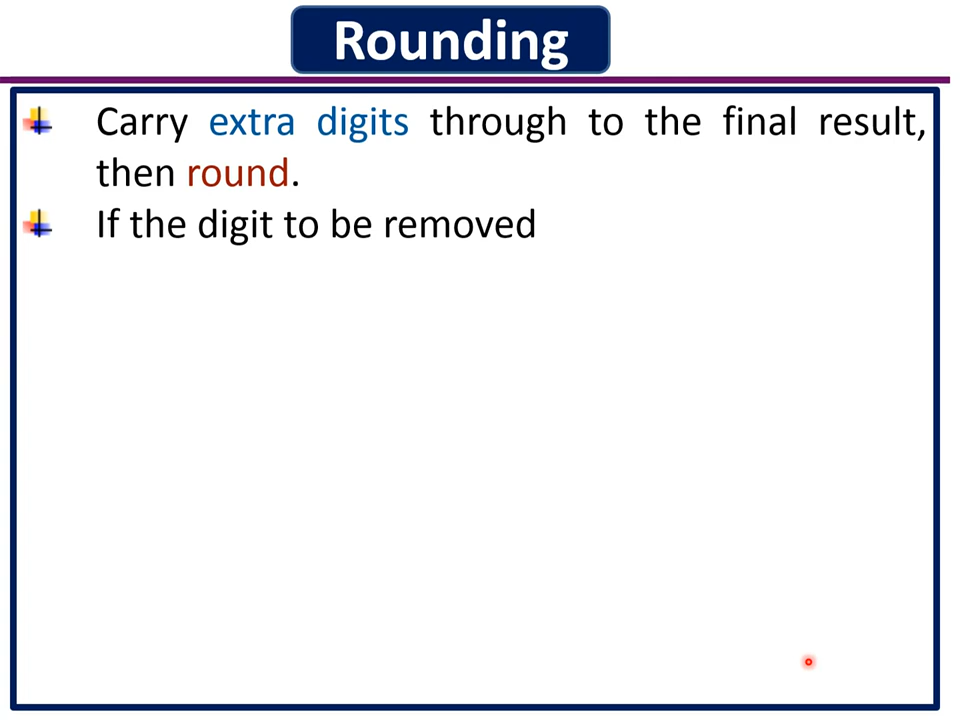 Rounding
Carry extra digits through to the final result,
then round.
If the digit to be removed